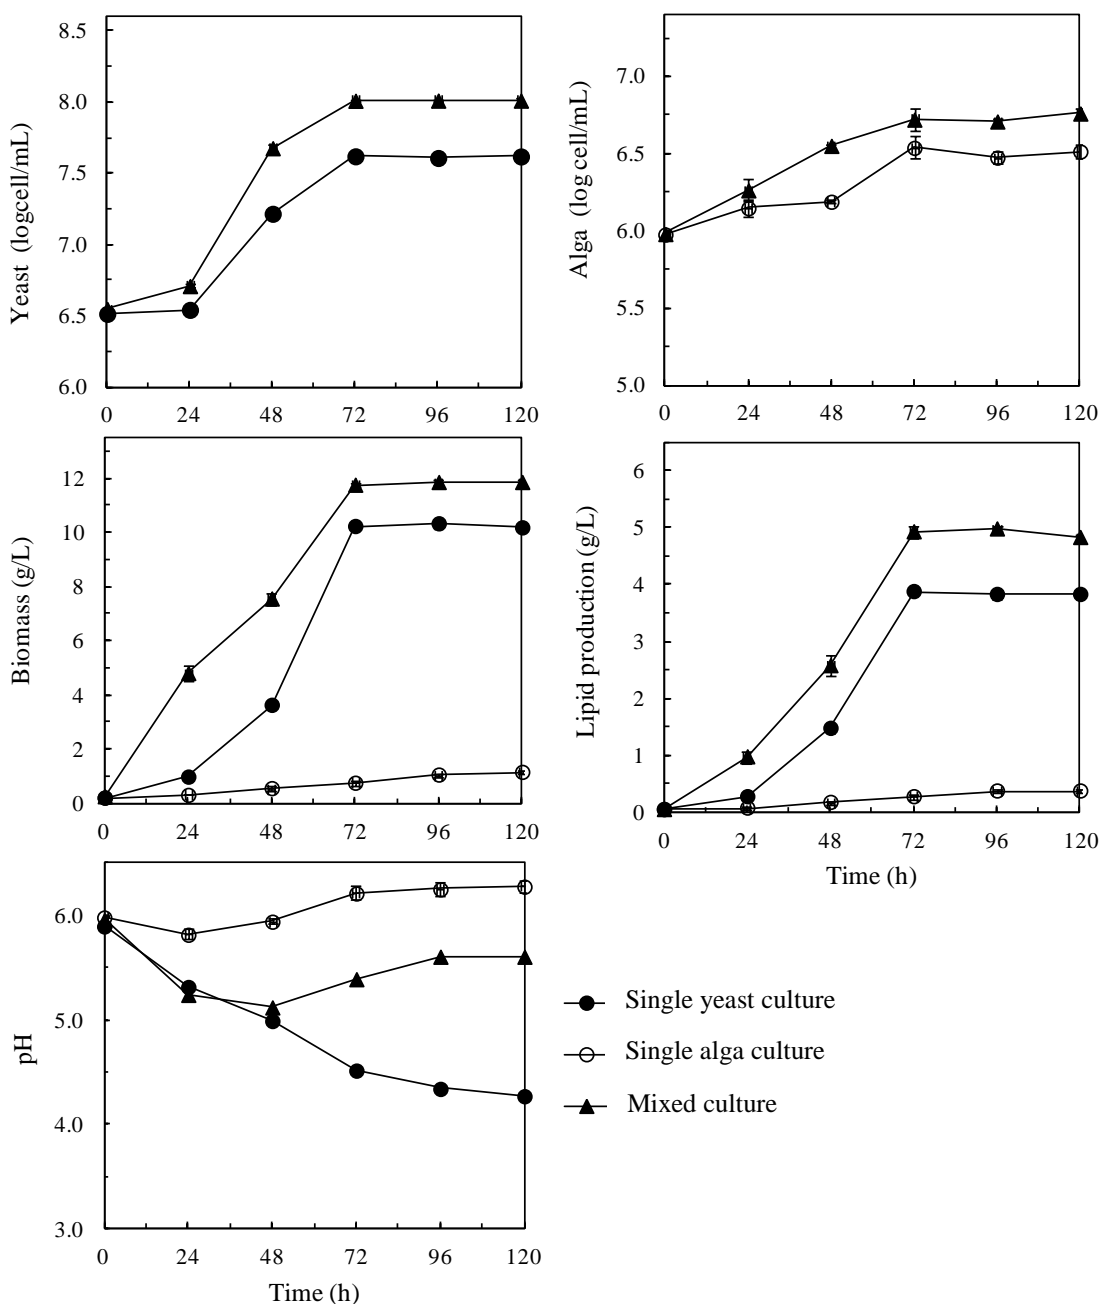 Yeast (logcell/mL)
8.5
8.0
7.5
7.0
6.5
6.0
0 24 48 72 96 120
Alga (log cell/mL)
7.0
6.5
6.0
5.5
5.0
0 24 48 72 96 120
Biomass (g/L)
12
10
8
6
4
2
0
0 24 48 72 96 120
Lipid production (g/L)
6
5
4
3
2
1
0
0 24 48 72 96 120
Time (h)
pH
6.0
5.0
4.0
3.0
0 24 48 72 96 120
Time (h)
Single yeast culture
Single alga culture
Mixed culture